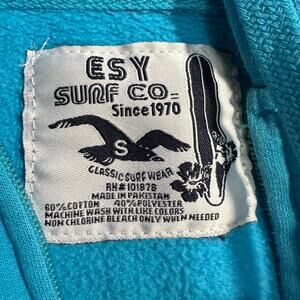 ESY
SURF CO=
Since 1970
S
CLASSIC SURF WEAR
RN#101878
MADE IN PAKISTAN
60% COTTON 40% POLYESTER
MACHINE WASH WITH LIKE COLORS
NON CHLORINE BLEACH ONLY WHEN NEEDED